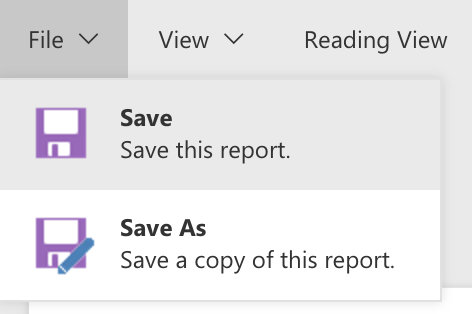 File View Reading View
Save
Save this report.
Save As
Save a copy of this report.